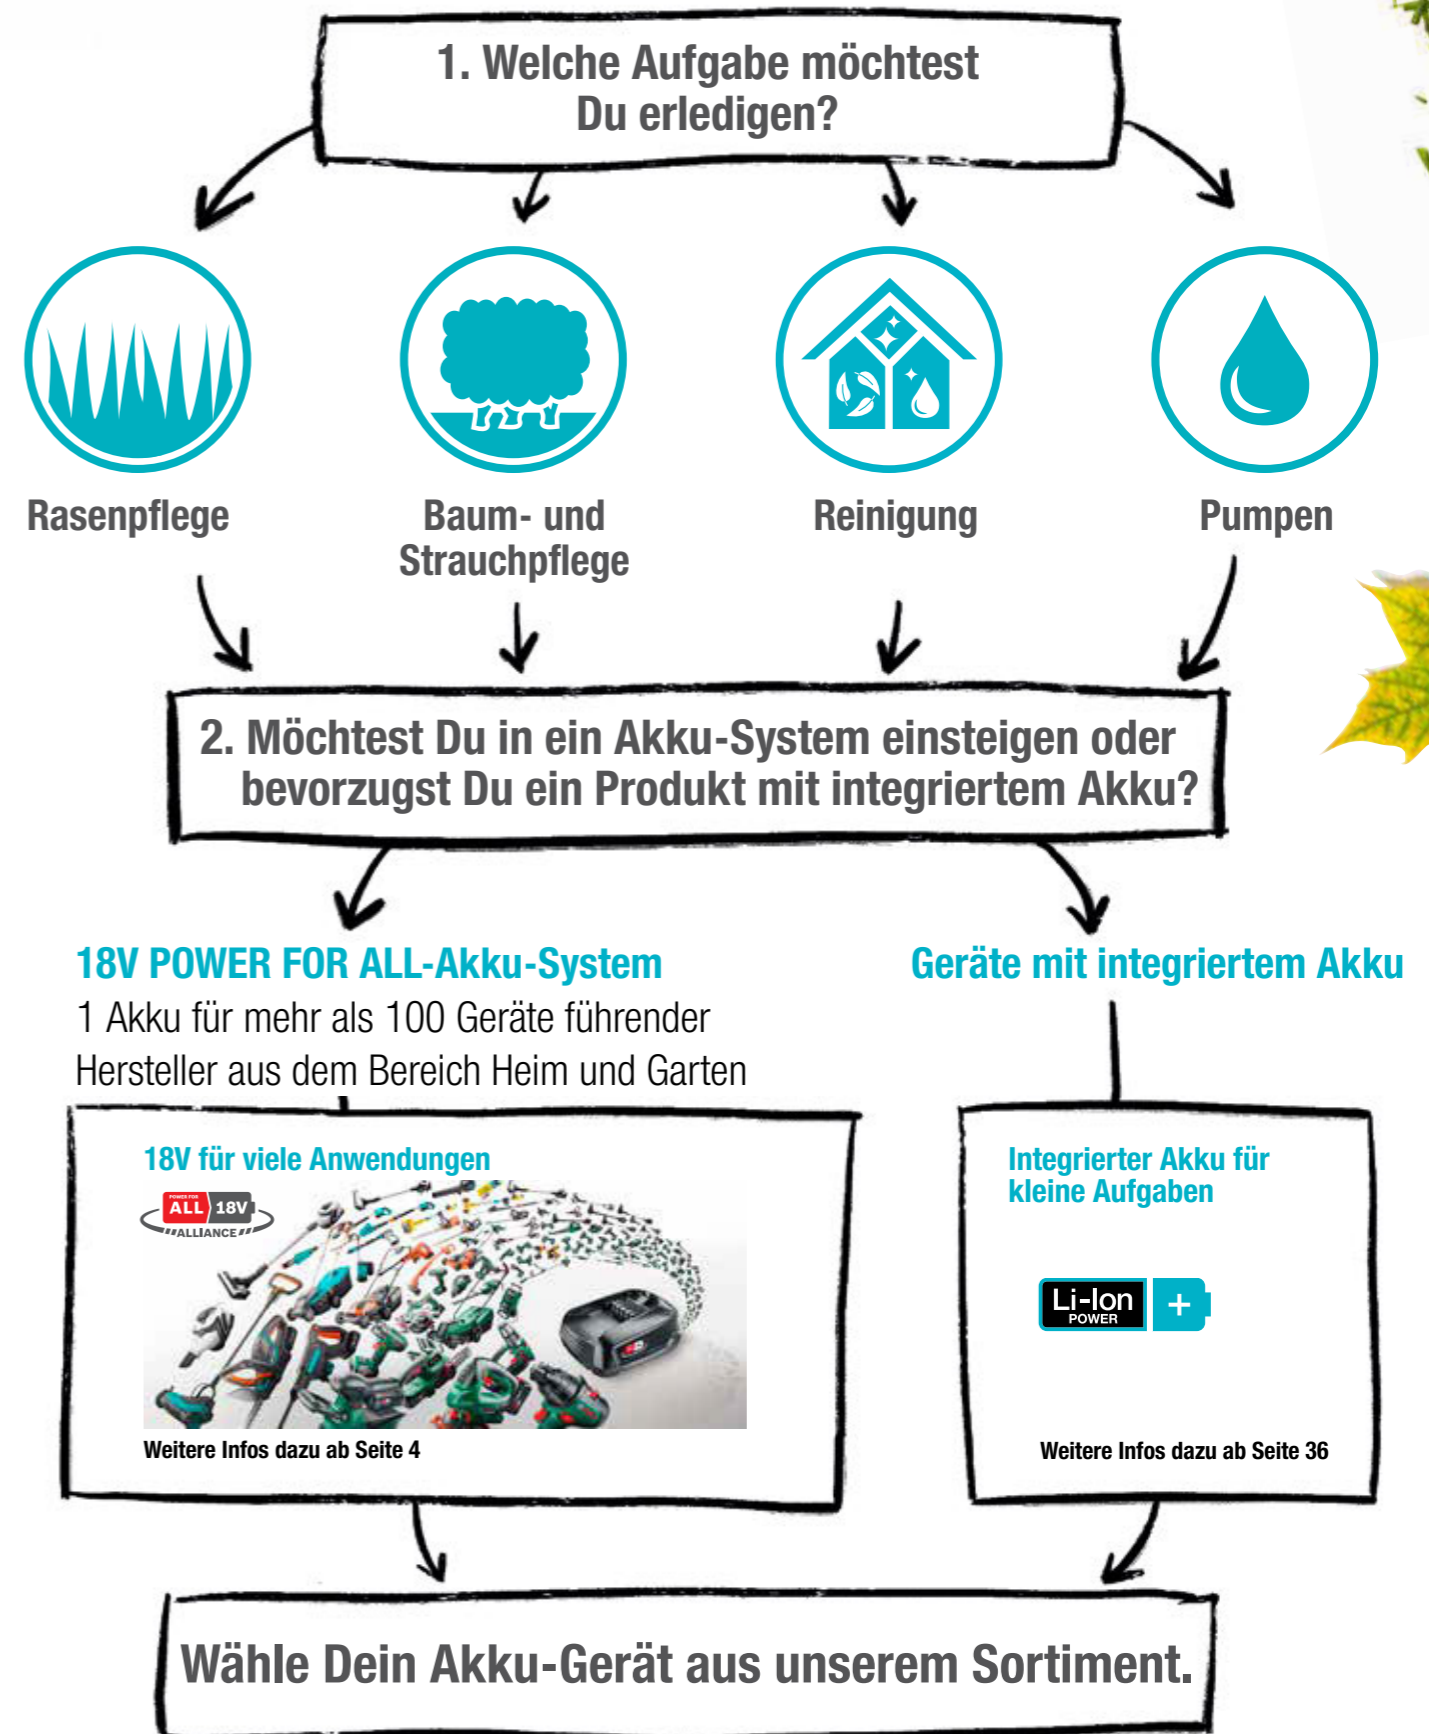 1. Welche Aufgabe möchtest
Du erledigen?
Rasenpflege
Baum- und
Strauchpflege
Reinigung
Pumpen
2. Möchtest Du in ein Akku-System einsteigen oder
bevorzugst Du ein Produkt mit integriertem Akku?
18V POWER FOR ALL-Akku-System
1 Akku für mehr als 100 Geräte führender
Hersteller aus dem Bereich Heim und Garten
Geräte mit integriertem Akku
18V für viele Anwendungen
POWER FOR
ALL 18V
ALLIANCE
Weitere Infos dazu ab Seite 4
Integrierter Akku für
kleine Aufgaben
Li-Ion
POWER
+
Weitere Infos dazu ab Seite 36
Wähle Dein Akku-Gerät aus unserem Sortiment.